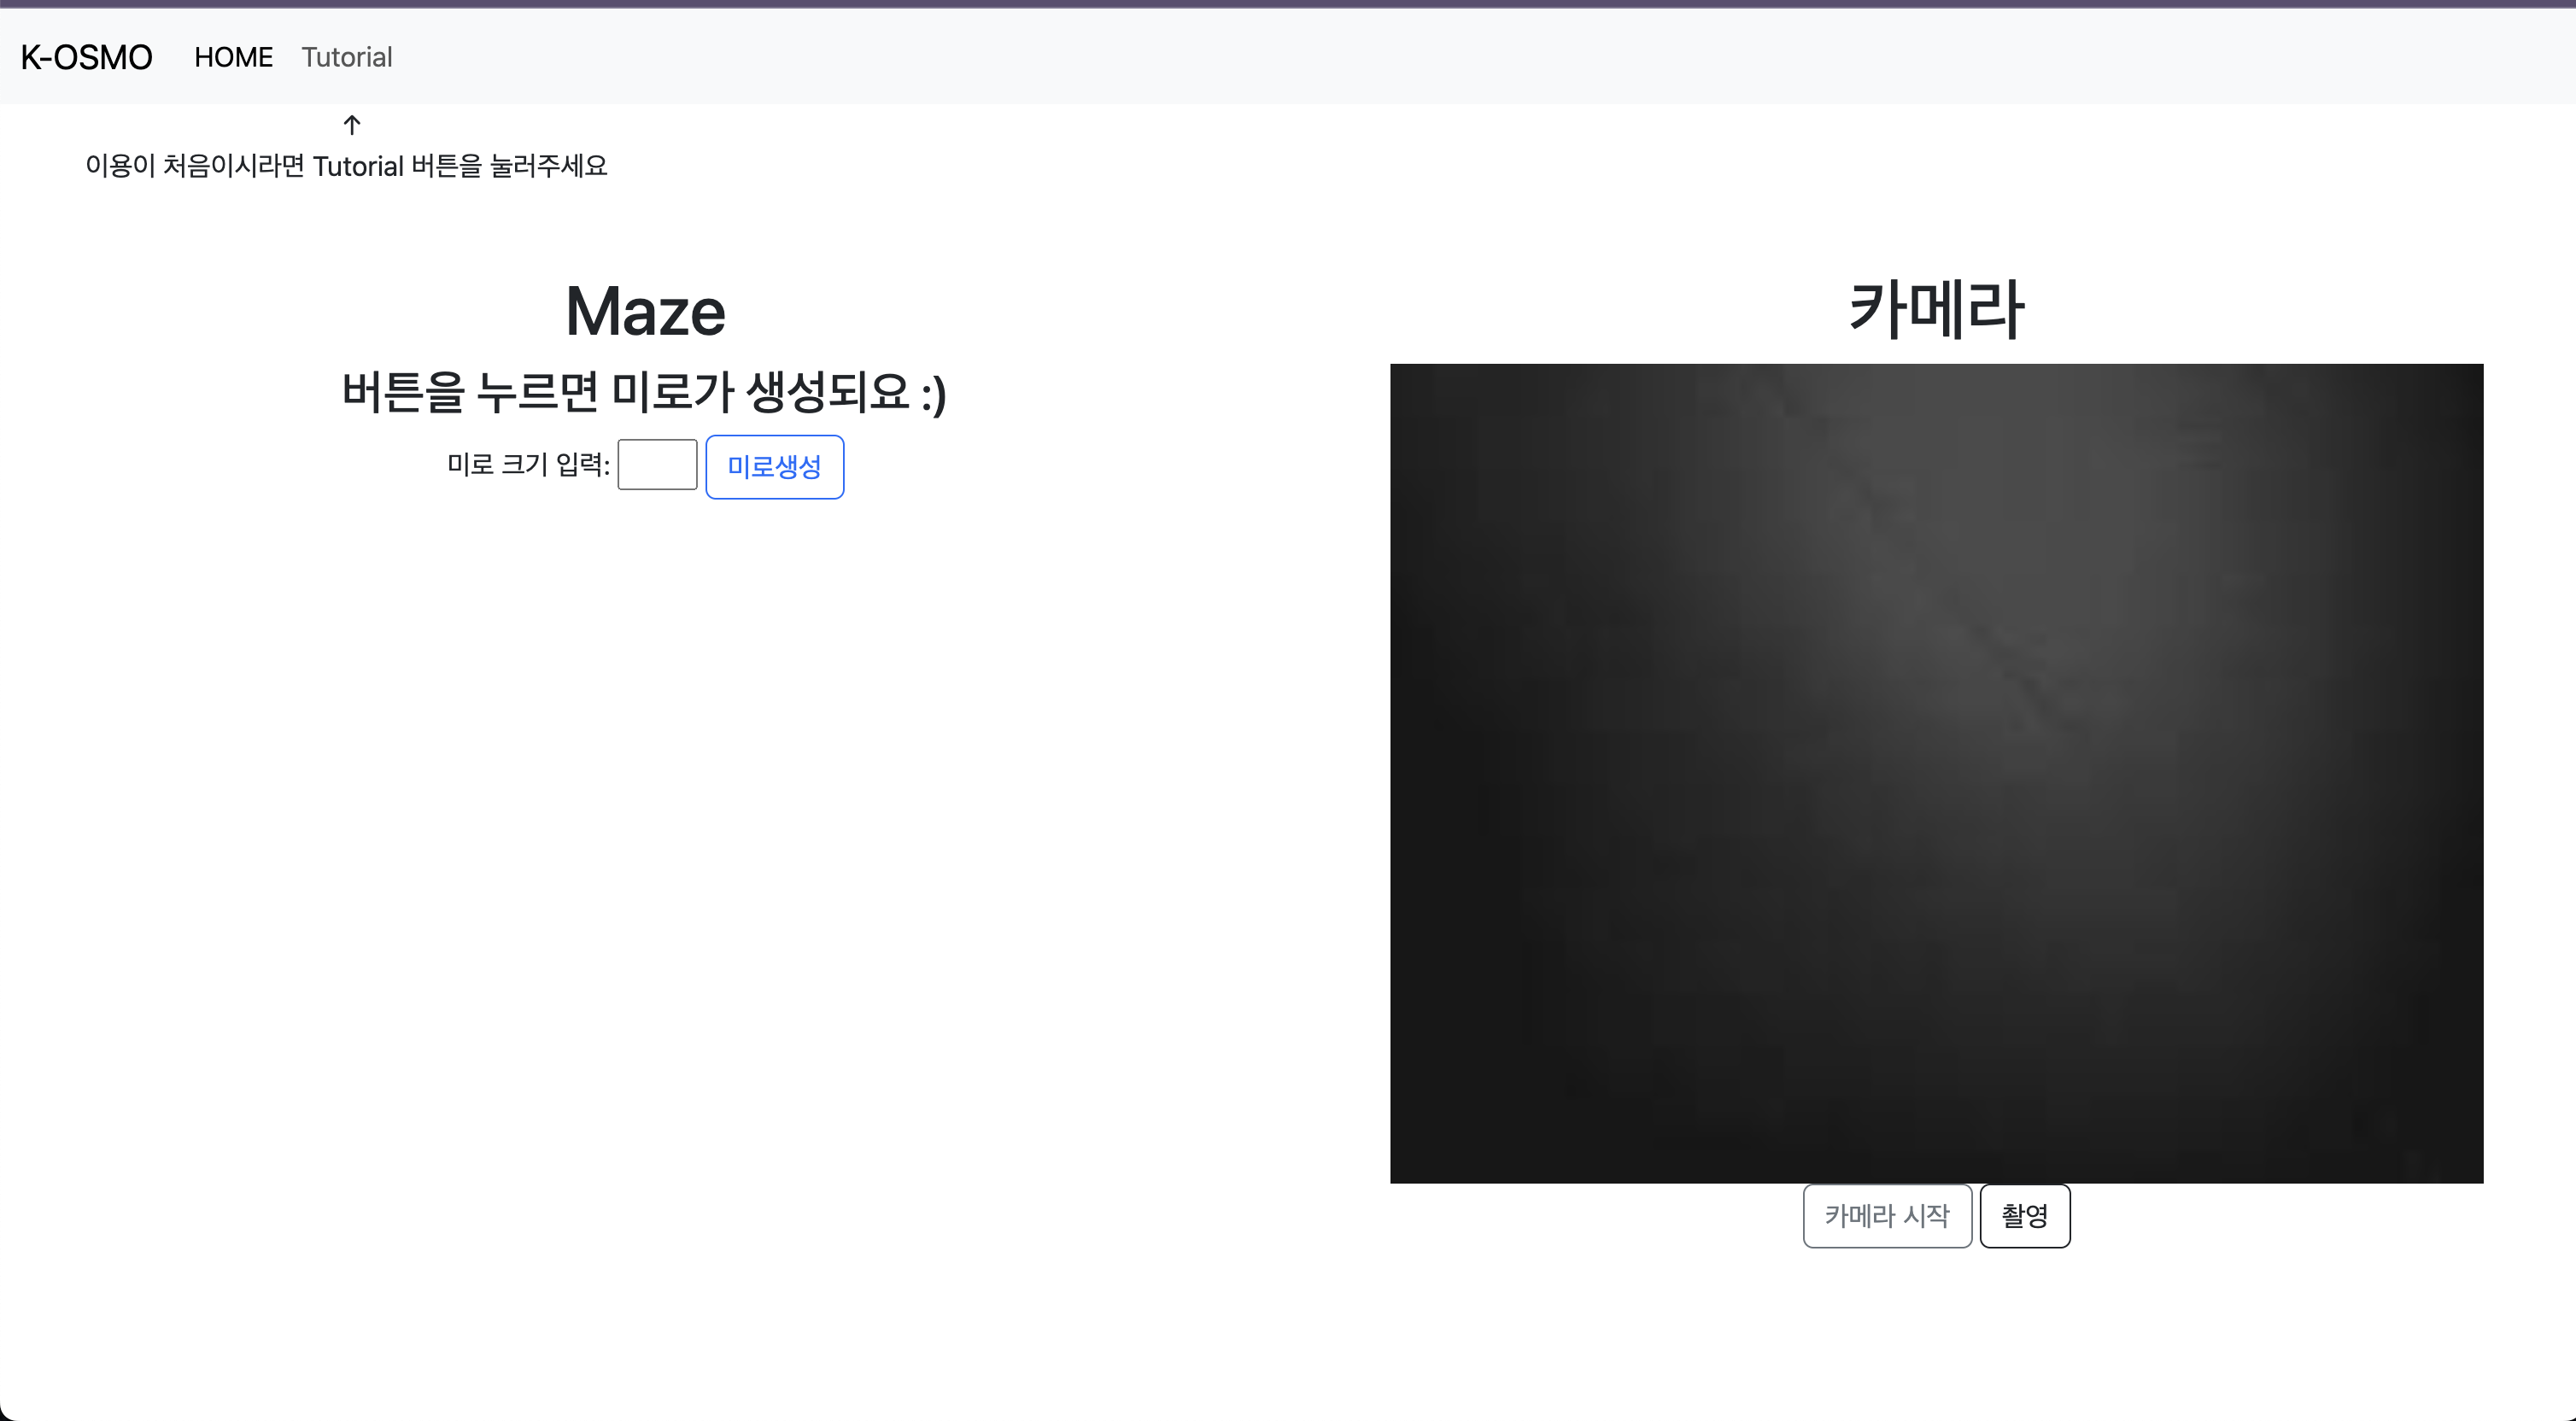 K-OSMO HOME Tutorial
↑
이용이 처음이시라면 Tutorial 버튼을 눌러주세요
Maze
버튼을 누르면 미로가 생성되요 :)
미로 크기 입력: 미로생성
카메라
카메라 시작 촬영